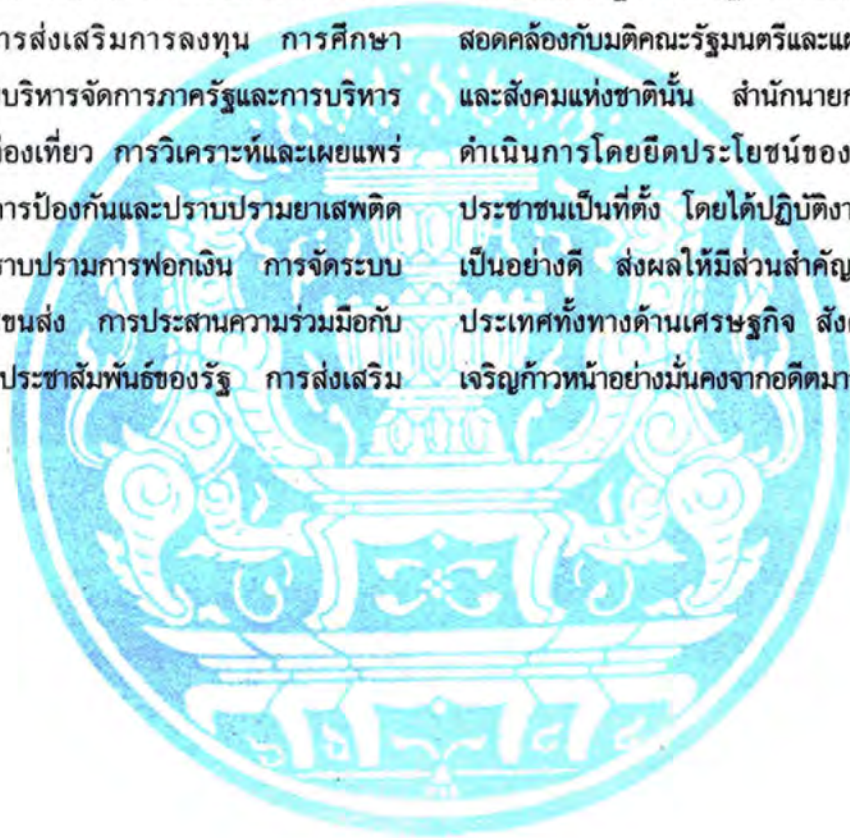 ารส่งเสริมการลงทุน การศึกษา
บริหารจัดการภาครัฐและการบริหาร
องเที่ยว การวิเคราะห์และเผยแพร่
การป้องกันและปราบปรามยาเสพติด
ราบปรามการฟอกเงิน การจัดระบบ
ขนส่ง การประสานความร่วมมือกับ
ประชาสัมพันธ์ของรัฐ การส่งเสริม
สอดคล้องกับมติคณะรัฐมนตรีและแผ
และสังคมแห่งชาตินั้น สำนักนายก
ดำเนินการโดยยึดประโยชน์ของ
ประชาชนเป็นที่ตั้ง โดยได้ปฏิบัติงา
เป็นอย่างดี ส่งผลให้มีส่วนสำคัญ
ประเทศทั้งทางด้านเศรษฐกิจ สัง
เจริญก้าวหน้าอย่างมั่นคงจากอดีตมา